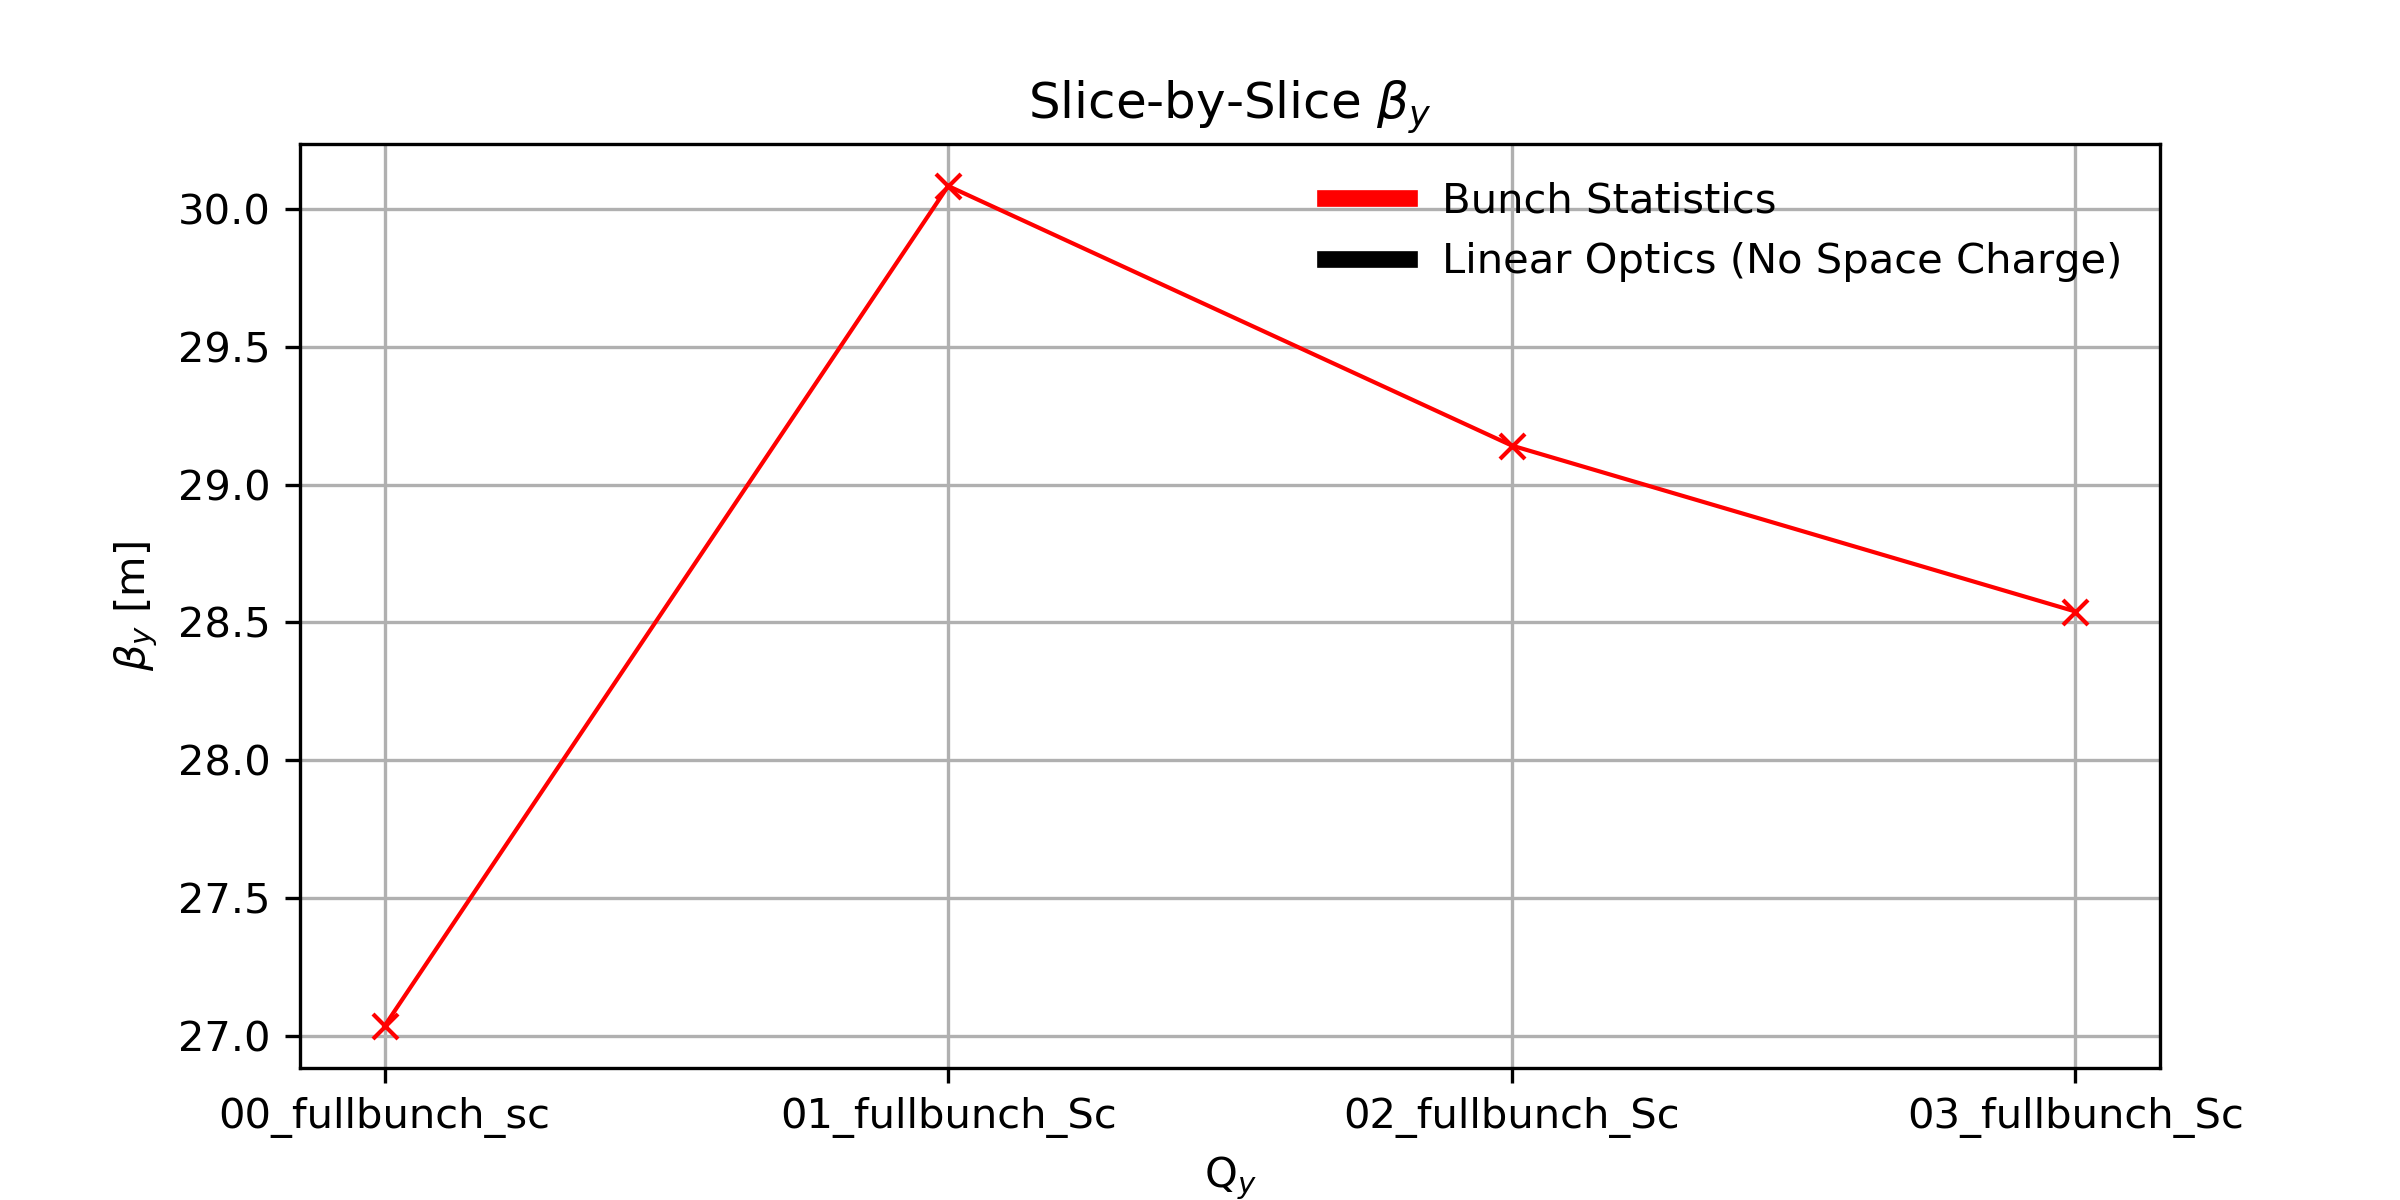 Slice-by-Slice βy
30.0
29.5
29.0
28.5
28.0
27.5
27.0
βy [m]
Bunch Statistics
Linear Optics (No Space Charge)
00_fullbunch_sc
01_fullbunch_Sc
02_fullbunch_Sc
03_fullbunch_Sc
Qy